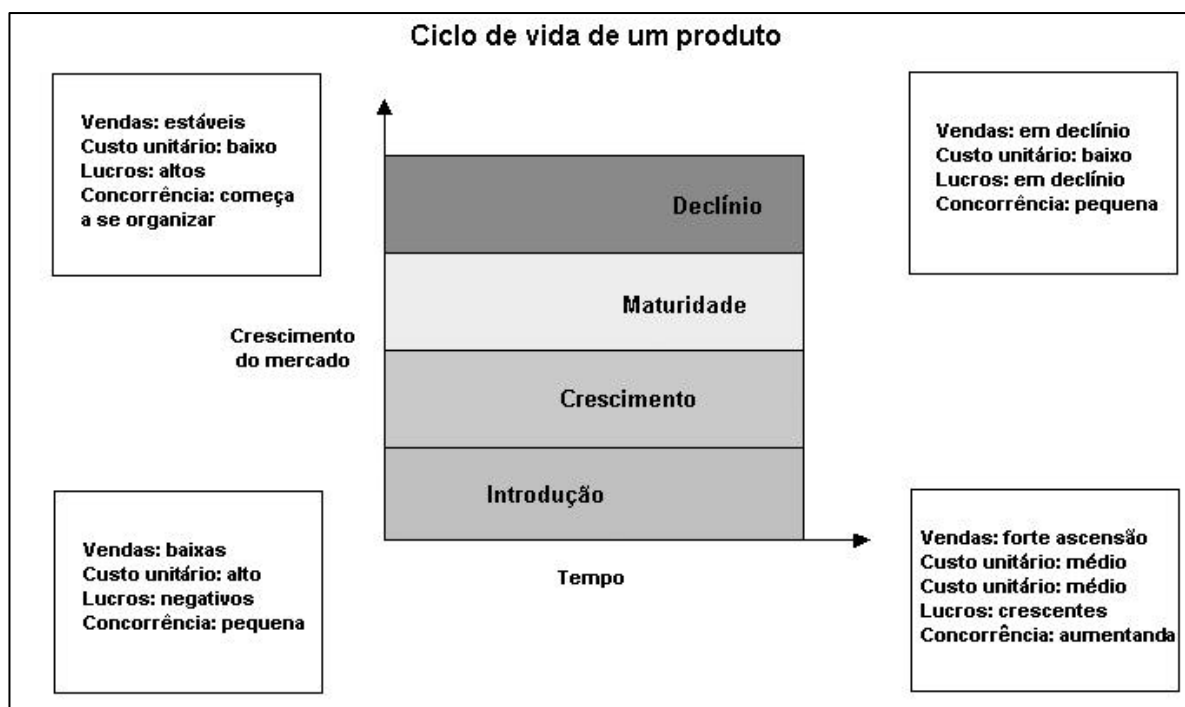 Ciclo de vida de um produto
Vendas: estáveis
Custo unitário: baixo
Lucros: altos
Concorrência: começa
a se organizar
Vendas: em declínio
Custo unitário: baixo
Lucros: em declínio
Concorrência: pequena
Declínio
Maturidade
Crescimento
do mercado
Crescimento
Introdução
Vendas: baixas
Custo unitário: alto
Lucros: negativos
Concorrência: pequena
Tempo
Vendas: forte ascensão
Custo unitário: médio
Custo unitário: médio
Lucros: crescentes
Concorrência: aumentanda